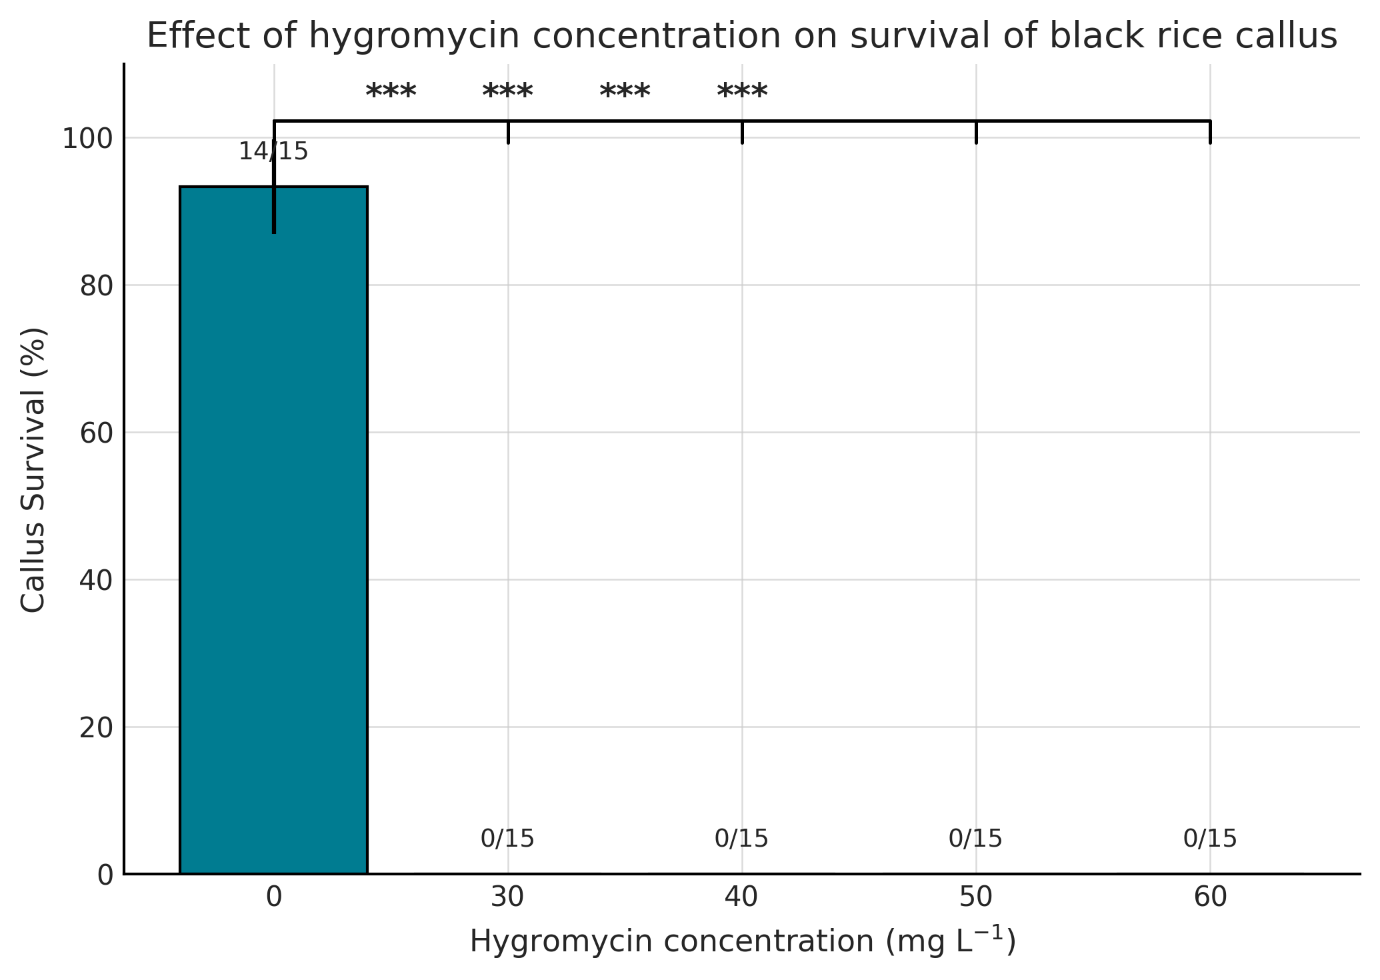 Effect of hygromycin concentration on survival of black rice callus
*** *** *** ***
100
14/15
80
60
40
20
0
Callus Survival (%)
0/15 0/15 0/15 0/15
0 30 40 50 60
Hygromycin concentration (mg L⁻¹)